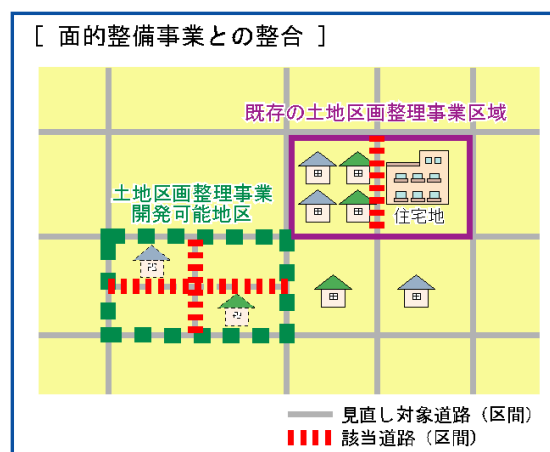 [ 面的整備事業との整合 ]
既存の土地区画整理事業区域
土地区画整理事業
開発可能地区
住宅地
見直し対象道路（区間）
該当道路（区間）